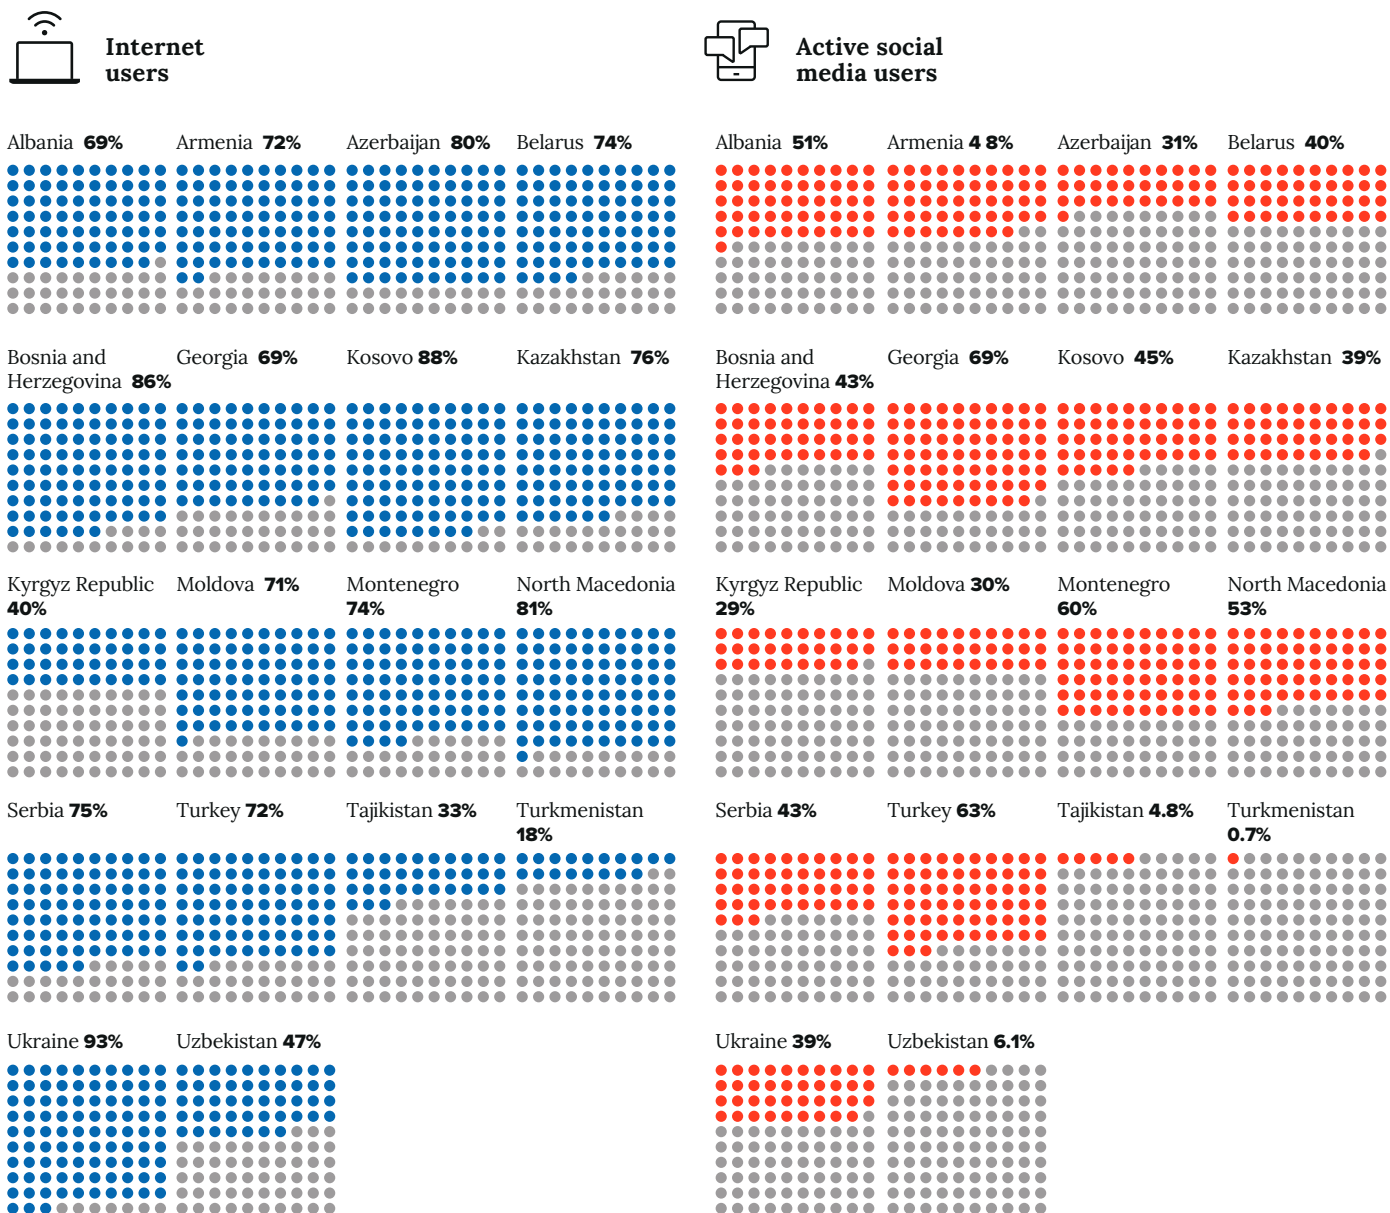 Internet
users
Active social
media users
Albania 69%
Armenia 72%
Azerbaijan 80%
Belarus 74%
Albania 51%
Armenia 4 8%
Azerbaijan 31%
Belarus 40%
Bosnia and
Herzegovina 86%
Georgia 69%
Kosovo 88%
Kazakhstan 76%
Bosnia and
Herzegovina 43%
Georgia 69%
Kosovo 45%
Kazakhstan 39%
Kyrgyz Republic
40%
Moldova 71%
Montenegro
74%
North Macedonia
81%
Kyrgyz Republic
29%
Moldova 30%
Montenegro
60%
North Macedonia
53%
Serbia 75%
Turkey 72%
Tajikistan 33%
Turkmenistan
18%
Serbia 43%
Turkey 63%
Tajikistan 4.8%
Turkmenistan
0.7%
Ukraine 93%
Uzbekistan 47%
Ukraine 39%
Uzbekistan 6.1%